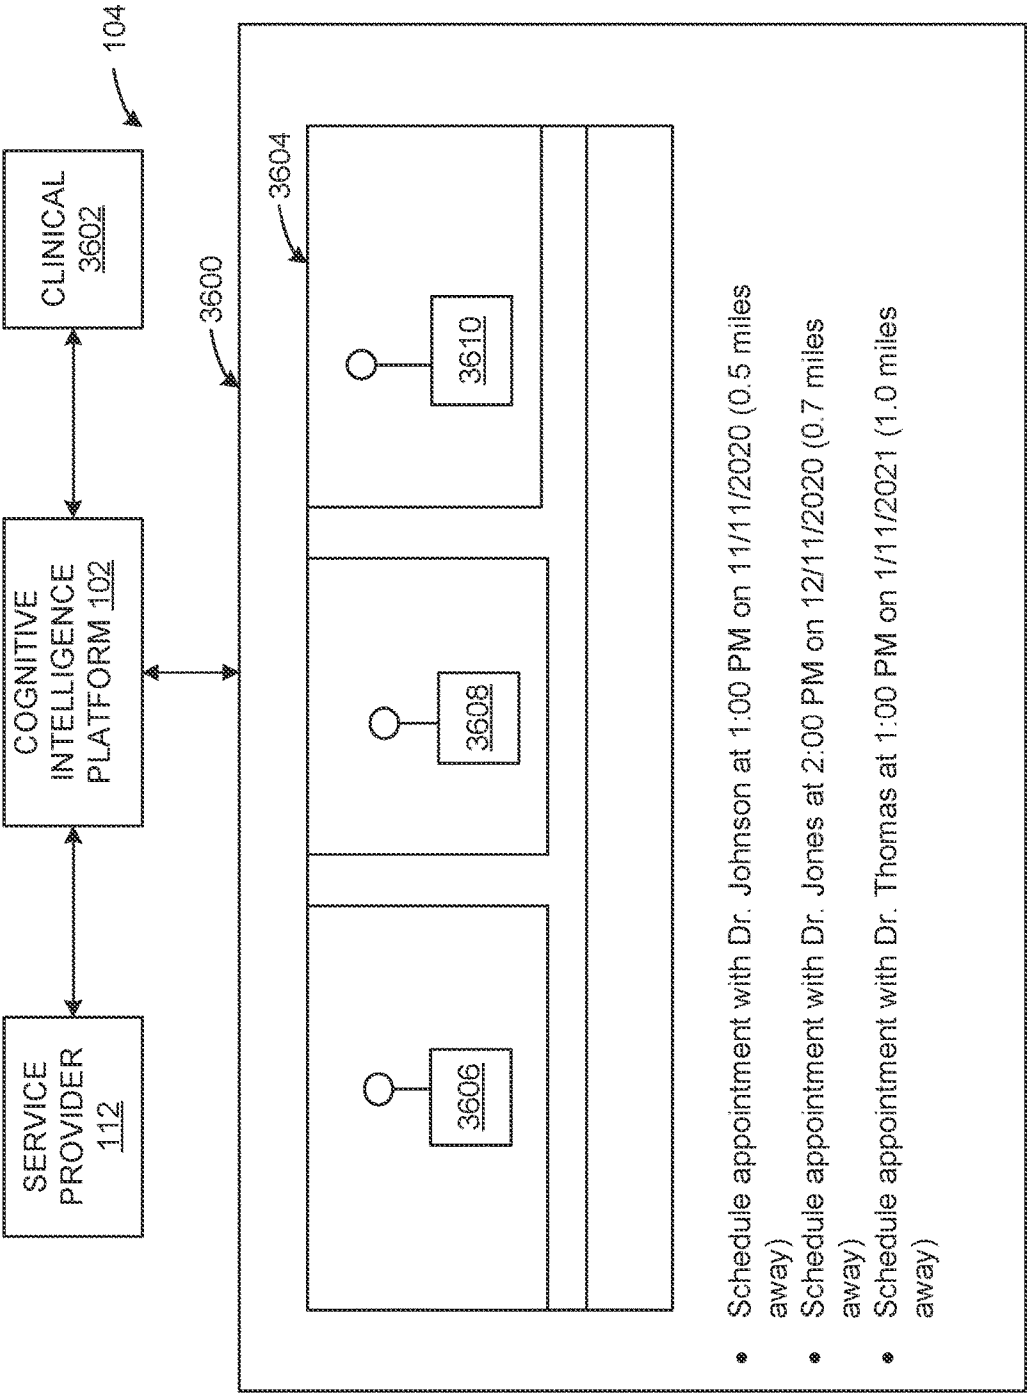 104
SERVICE
PROVIDER
112
COGNITIVE
INTELLIGENCE
PLATFORM 102
CLINICAL
3602
3600
3604
3606
3608
3610
• Schedule appointment with Dr. Johnson at 1:00 PM on 11/11/2020 (0.5 miles
away)
• Schedule appointment with Dr. Jones at 2:00 PM on 12/11/2020 (0.7 miles
away)
• Schedule appointment with Dr. Thomas at 1:00 PM on 1/11/2021 (1.0 miles
away)